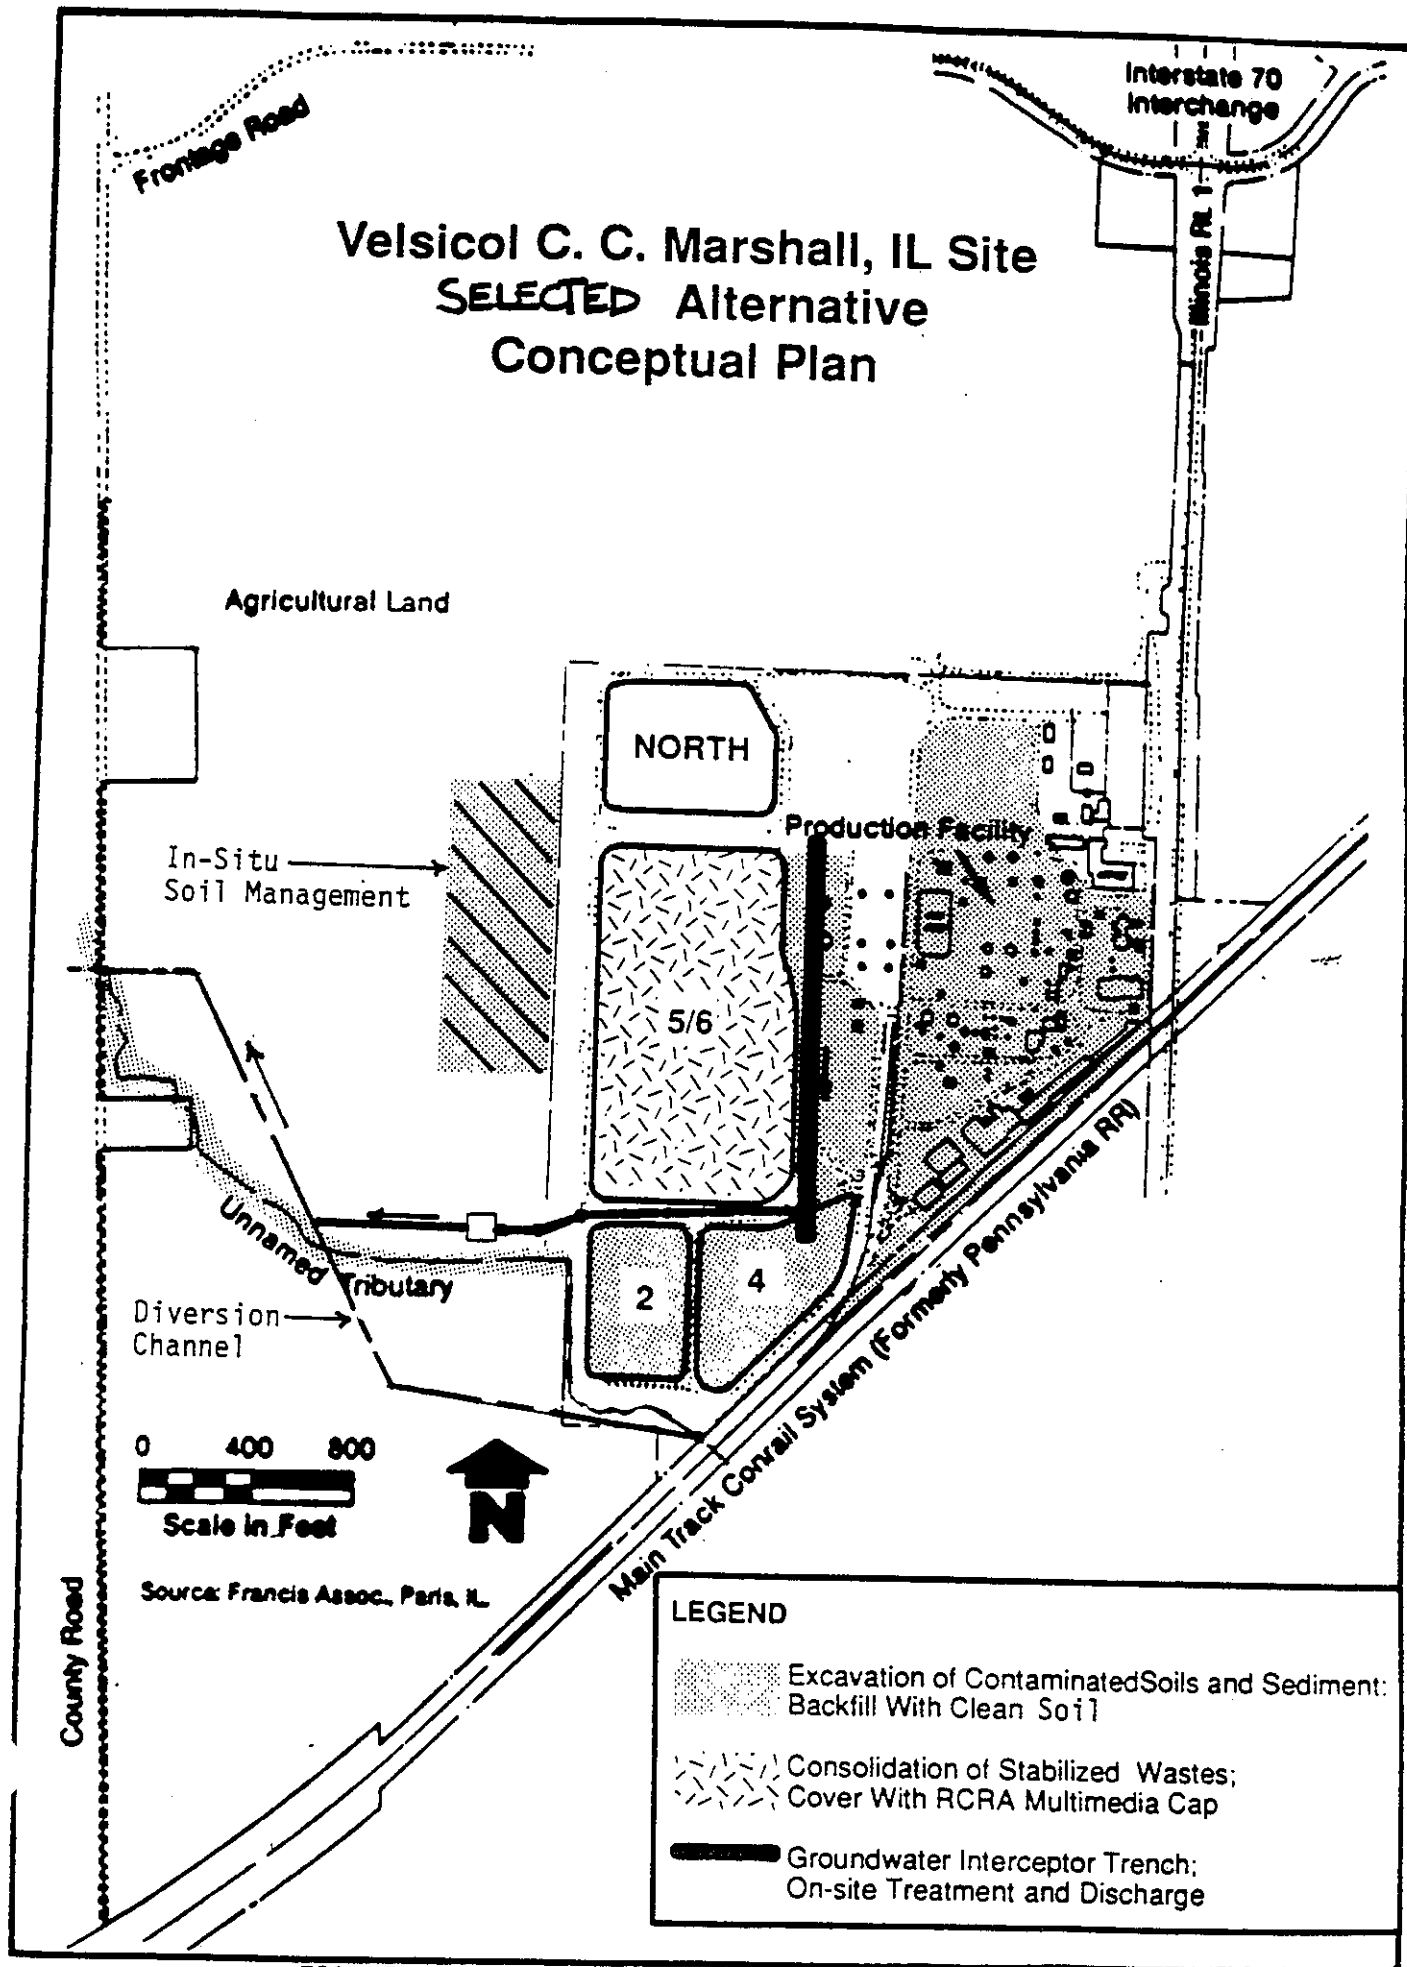 Interstate 70
Interchange
Frontage Road
Illinois Rt. 1
Velsicol C. C. Marshall, IL Site
SELECTED Alternative
Conceptual Plan
Agricultural Land
NORTH
Production Facility
In-Situ
Soil Management
5/6
Unnamed Tributary
2
4
Diversion
Channel
Main Track Conrail System (Formerly Pennsylvania RR)
0 400 800
Scale in Feet
N
Source: Francis Assoc., Paris, IL
County Road
LEGEND
Excavation of Contaminated Soils and Sediment:
Backfill With Clean Soil
Consolidation of Stabilized Wastes;
Cover With RCRA Multimedia Cap
Groundwater Interceptor Trench;
On-site Treatment and Discharge